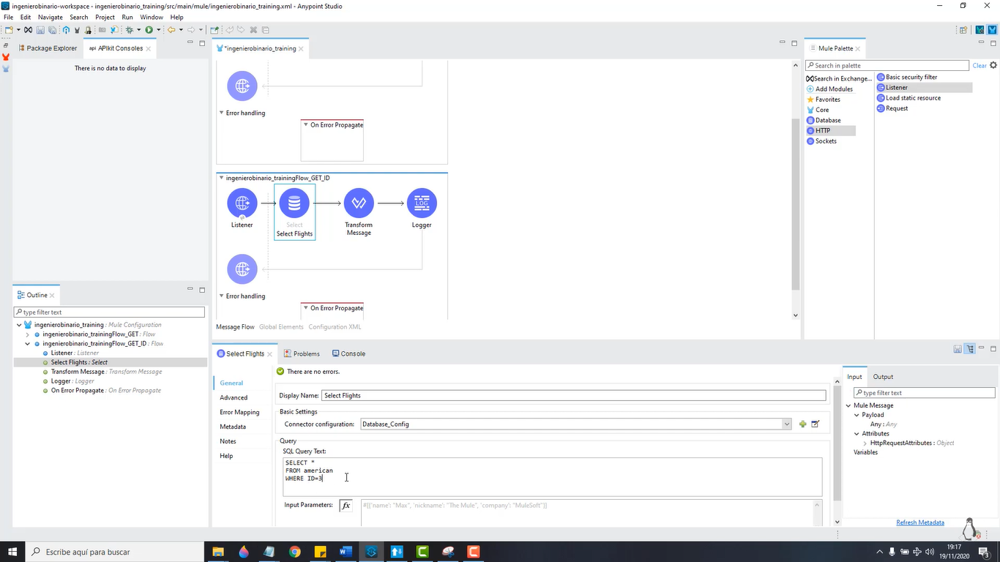 ingenierobinario-workspace - ingenierobinario_training/src/main/mule/ingenierobinario_training.xml - Anypoint Studio
File Edit Navigate Search Project Run Window Help
Package Explorer
api APIkit Consoles
There is no data to display
*ingenierobinario_training
Error handling
On Error Propagate
ingenierobinario_trainingFlow_GET_ID
Listener
Select
Select Flights
Transform
Message
LOG
Logger
Error handling
On Error Propagate
Message Flow Global Elements Configuration XML
Mule Palette
Search in palette
Clear
Search in Exchange...
Add Modules
Favorites
Core
Database
HTTP
Sockets
Basic security filter
Listener
Load static resource
Request
Outline
type filter text
ingenierobinario_training : Mule Configuration
ingenierobinario_trainingFlow_GET : Flow
ingenierobinario_trainingFlow_GET_ID : Flow
Listener : Listener
Select Flights : Select
Transform Message : Transform Message
Logger : Logger
On Error Propagate : On Error Propagate
Select Flights
Problems
Console
There are no errors.
General
Advanced
Error Mapping
Metadata
Notes
Help
Display Name: Select Flights
Basic Settings
Connector configuration: Database_Config
Query
SQL Query Text:
SELECT *
FROM american
WHERE ID=3
Input Parameters: fx #[{'name': "Max", 'nickname': "The Mule", 'company': "MuleSoft"}]
Input Output
type filter text
Mule Message
Payload
Any : Any
Attributes
HttpRequestAttributes : Object
Variables
Refresh Metadata
Escribe aquí para buscar
19:17
19/11/2020
3